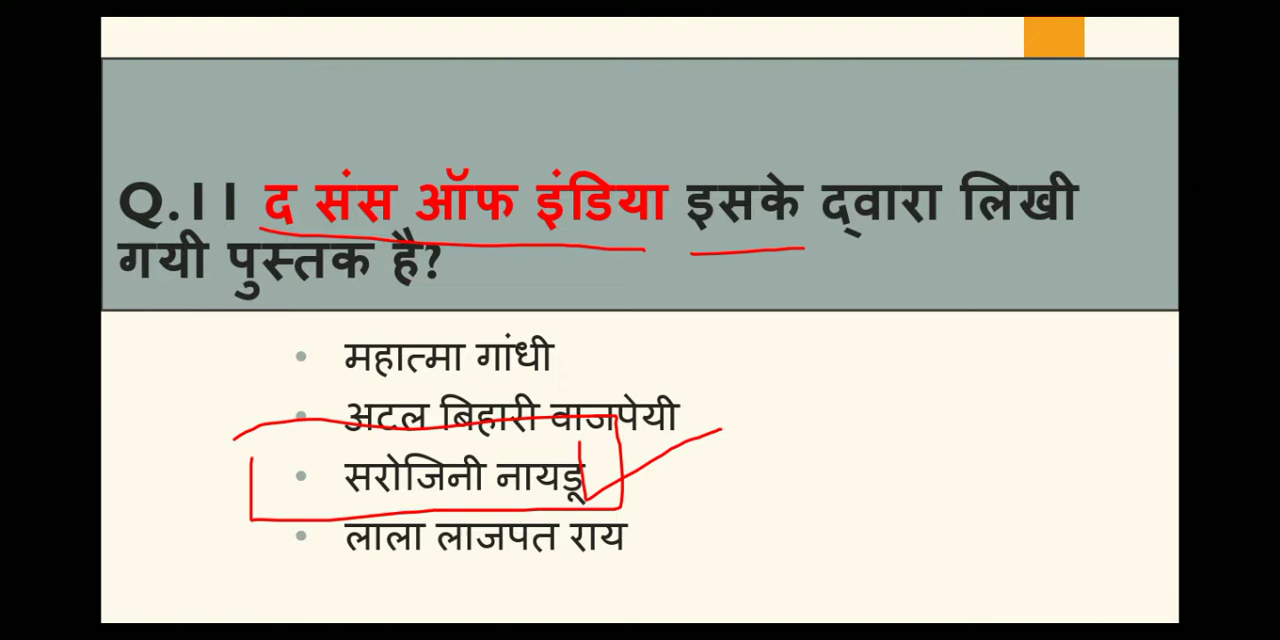 Q.11 द संस ऑफ इंडिया इसके द्वारा लिखी
गयी पुस्तक है?
• महात्मा गांधी
• अटल बिहारी वाजपेयी
• सरोजिनी नायडू
• लाला लाजपत राय